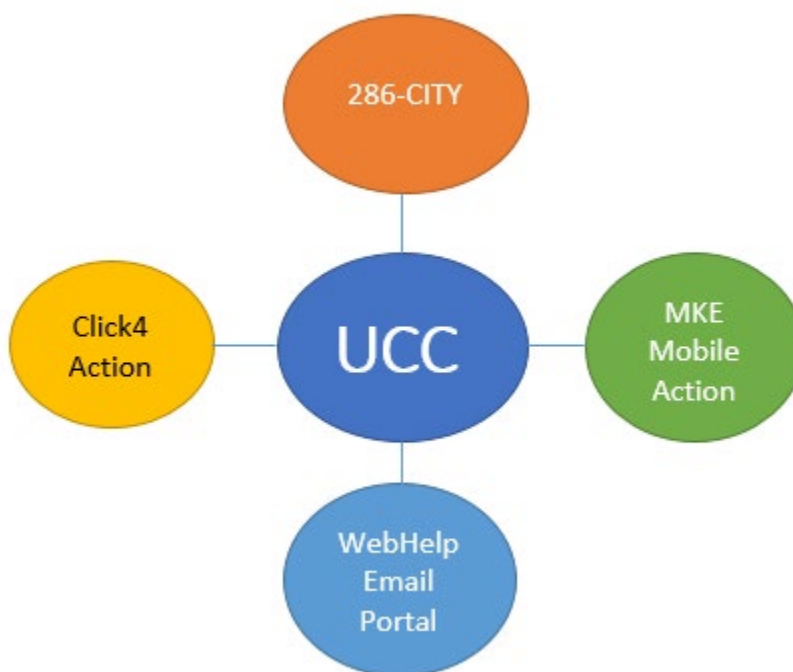 286-CITY
Click4
Action
UCC
MKE
Mobile
Action
WebHelp
Email
Portal